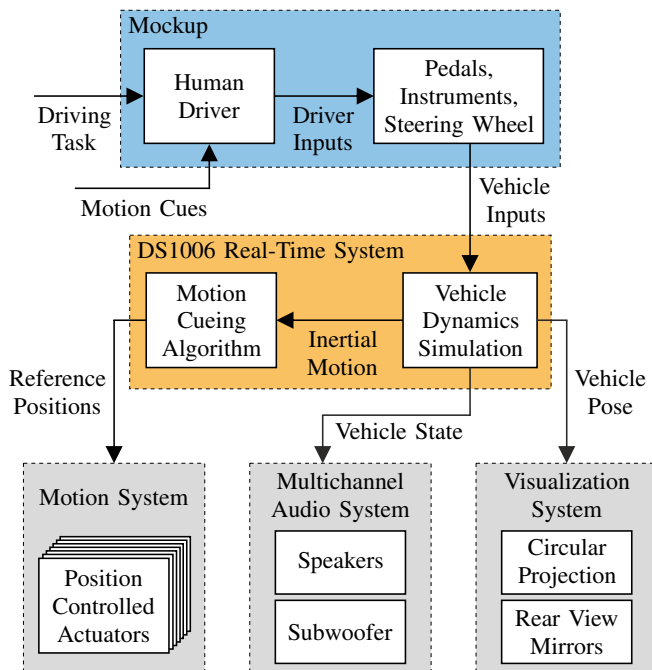 Mockup
Human
Driver
Pedals,
Instruments,
Steering Wheel
Driving
Task
Driver
Inputs
Motion Cues
Vehicle
Inputs
DS1006 Real-Time System
Motion
Cueing
Algorithm
Inertial
Motion
Vehicle
Dynamics
Simulation
Reference
Positions
Vehicle State
Vehicle
Pose
Motion System
Position
Controlled
Actuators
Multichannel
Audio System
Speakers
Subwoofer
Visualization
System
Circular
Projection
Rear View
Mirrors